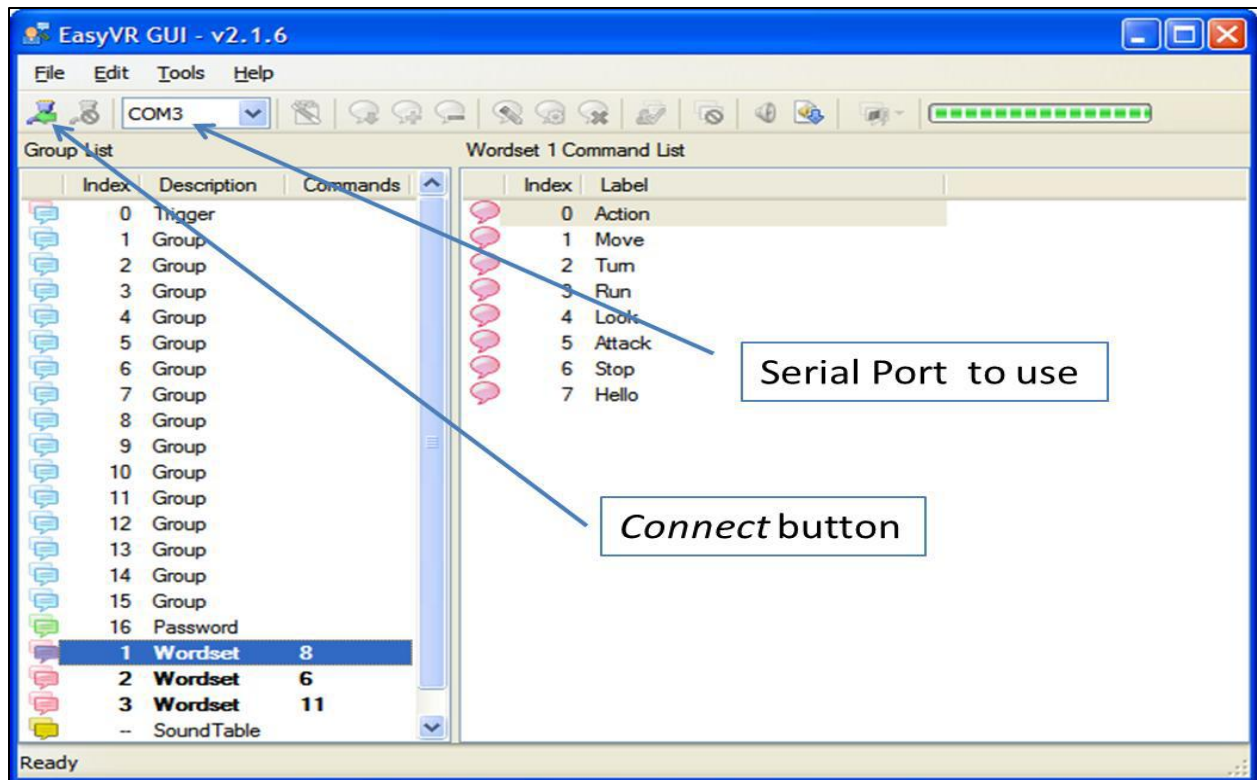 EasyVR GUI - v2.1.6
File Edit Tools Help
COM3
Group List
Index Description Commands
0 Trigger
1 Group
2 Group
3 Group
4 Group
5 Group
6 Group
7 Group
8 Group
9 Group
10 Group
11 Group
12 Group
13 Group
14 Group
15 Group
16 Password
1 Wordset 8
2 Wordset 6
3 Wordset 11
-- SoundTable
Wordset 1 Command List
Index Label
0 Action
1 Move
2 Turn
3 Run
4 Look
5 Attack
6 Stop
7 Hello
Serial Port to use
Connect button
Ready